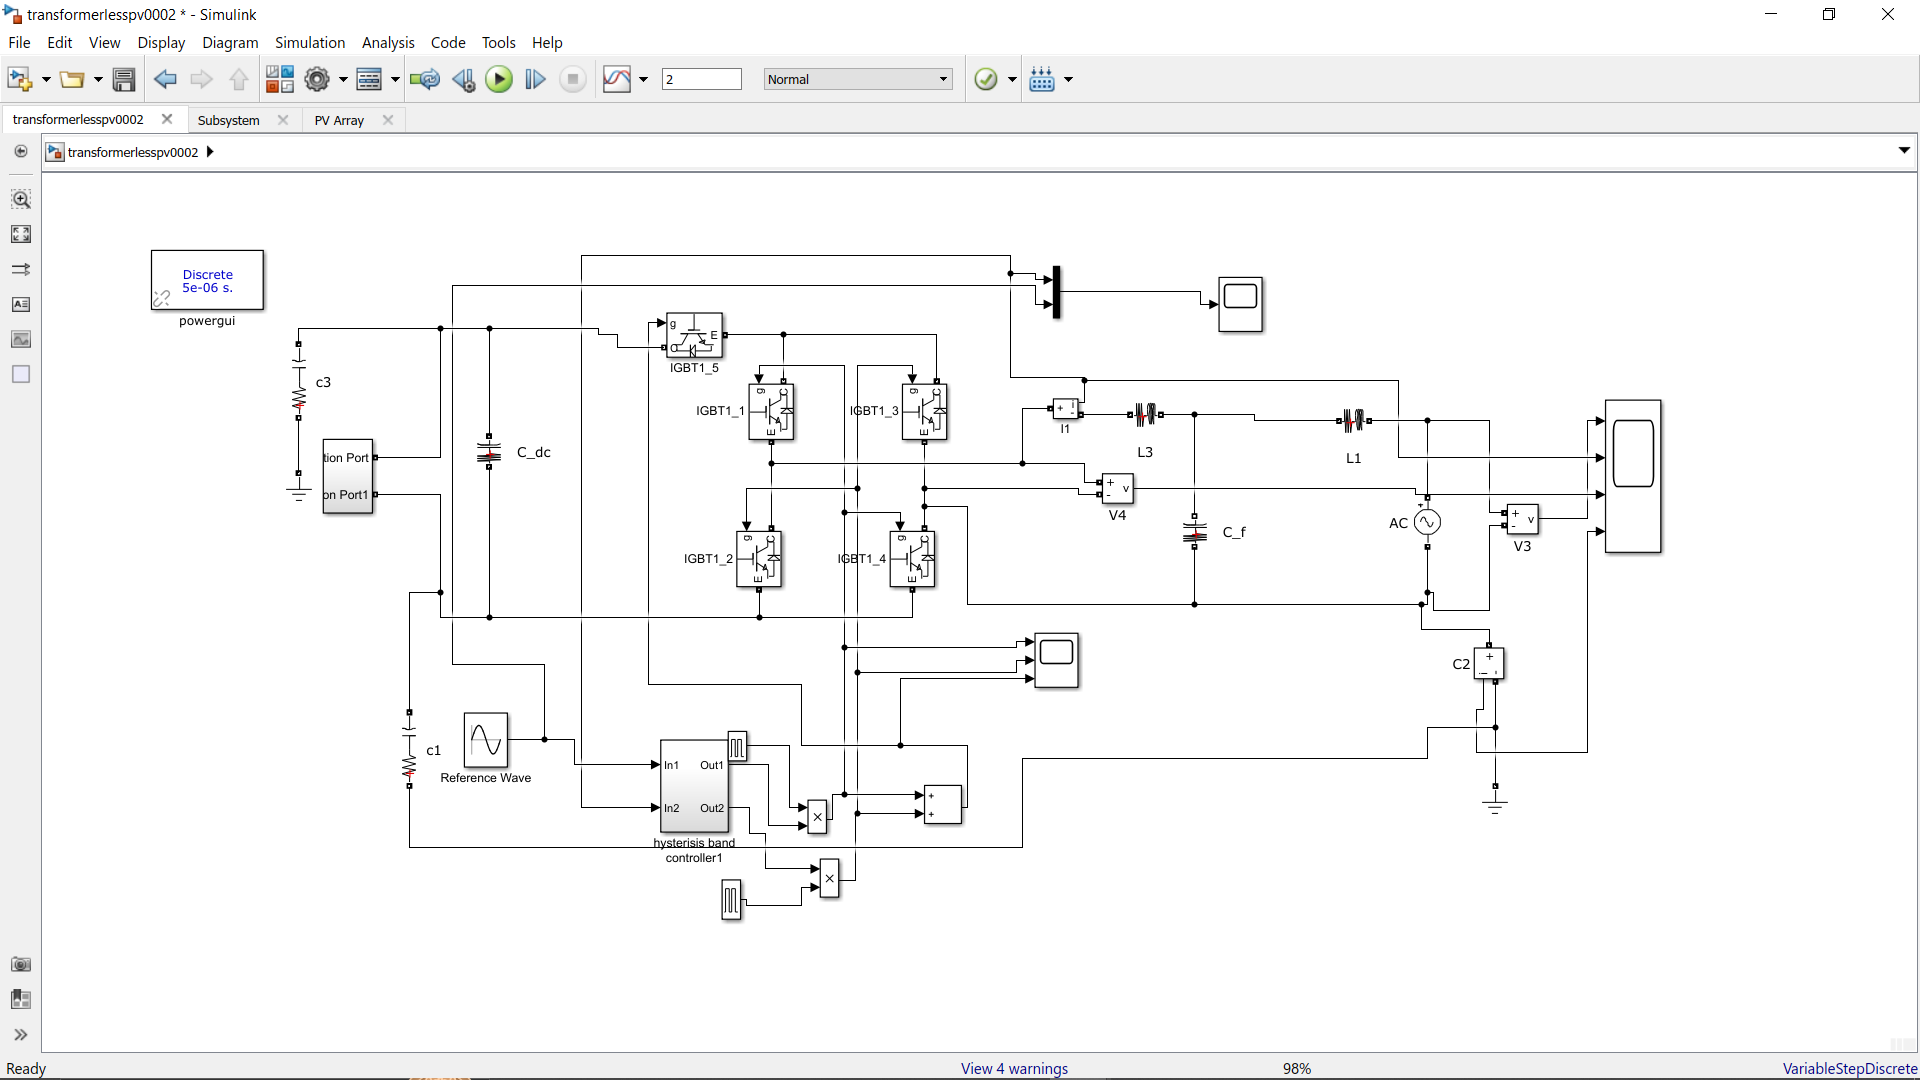 transformerlesspv0002 * - Simulink
File Edit View Display Diagram Simulation Analysis Code Tools Help
2
Normal
transformerlesspv0002
Subsystem
PV Array
transformerlesspv0002
Discrete
5e-06 s.
powergui
g
E
C
IGBT1_5
c3
g
C
E
IGBT1_1
g
C
E
IGBT1_3
+
i
-
I1
L3
L1
tion Port
on Port1
C_dc
+
-
v
V4
AC
+
+
-
v
V3
g
C
E
IGBT1_2
g
C
E
IGBT1_4
C_f
+
i
-
C2
c1
Reference Wave
In1
Out1
In2
Out2
hysterisis band
controller1
×
+
+
×
Ready
View 4 warnings
98%
VariableStepDiscrete